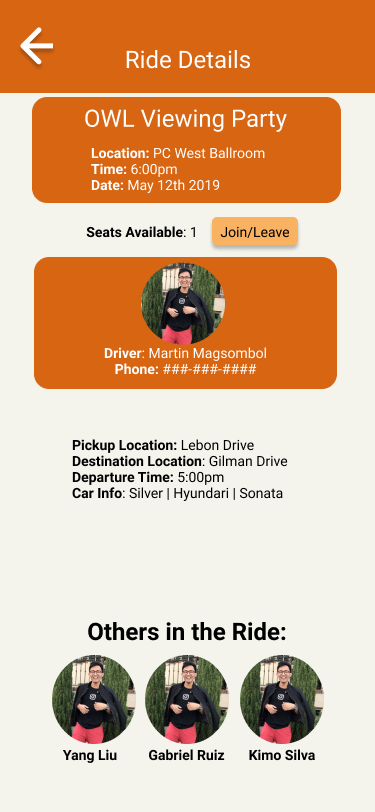 Ride Details
OWL Viewing Party
Location: PC West Ballroom
Time: 6:00pm
Date: May 12th 2019
Seats Available: 1
Join/Leave
Driver: Martin Magsombol
Phone: ###-###-####
Pickup Location: Lebon Drive
Destination Location: Gilman Drive
Departure Time: 5:00pm
Car Info: Silver | Hyundari | Sonata
Others in the Ride:
Yang Liu
Gabriel Ruiz
Kimo Silva